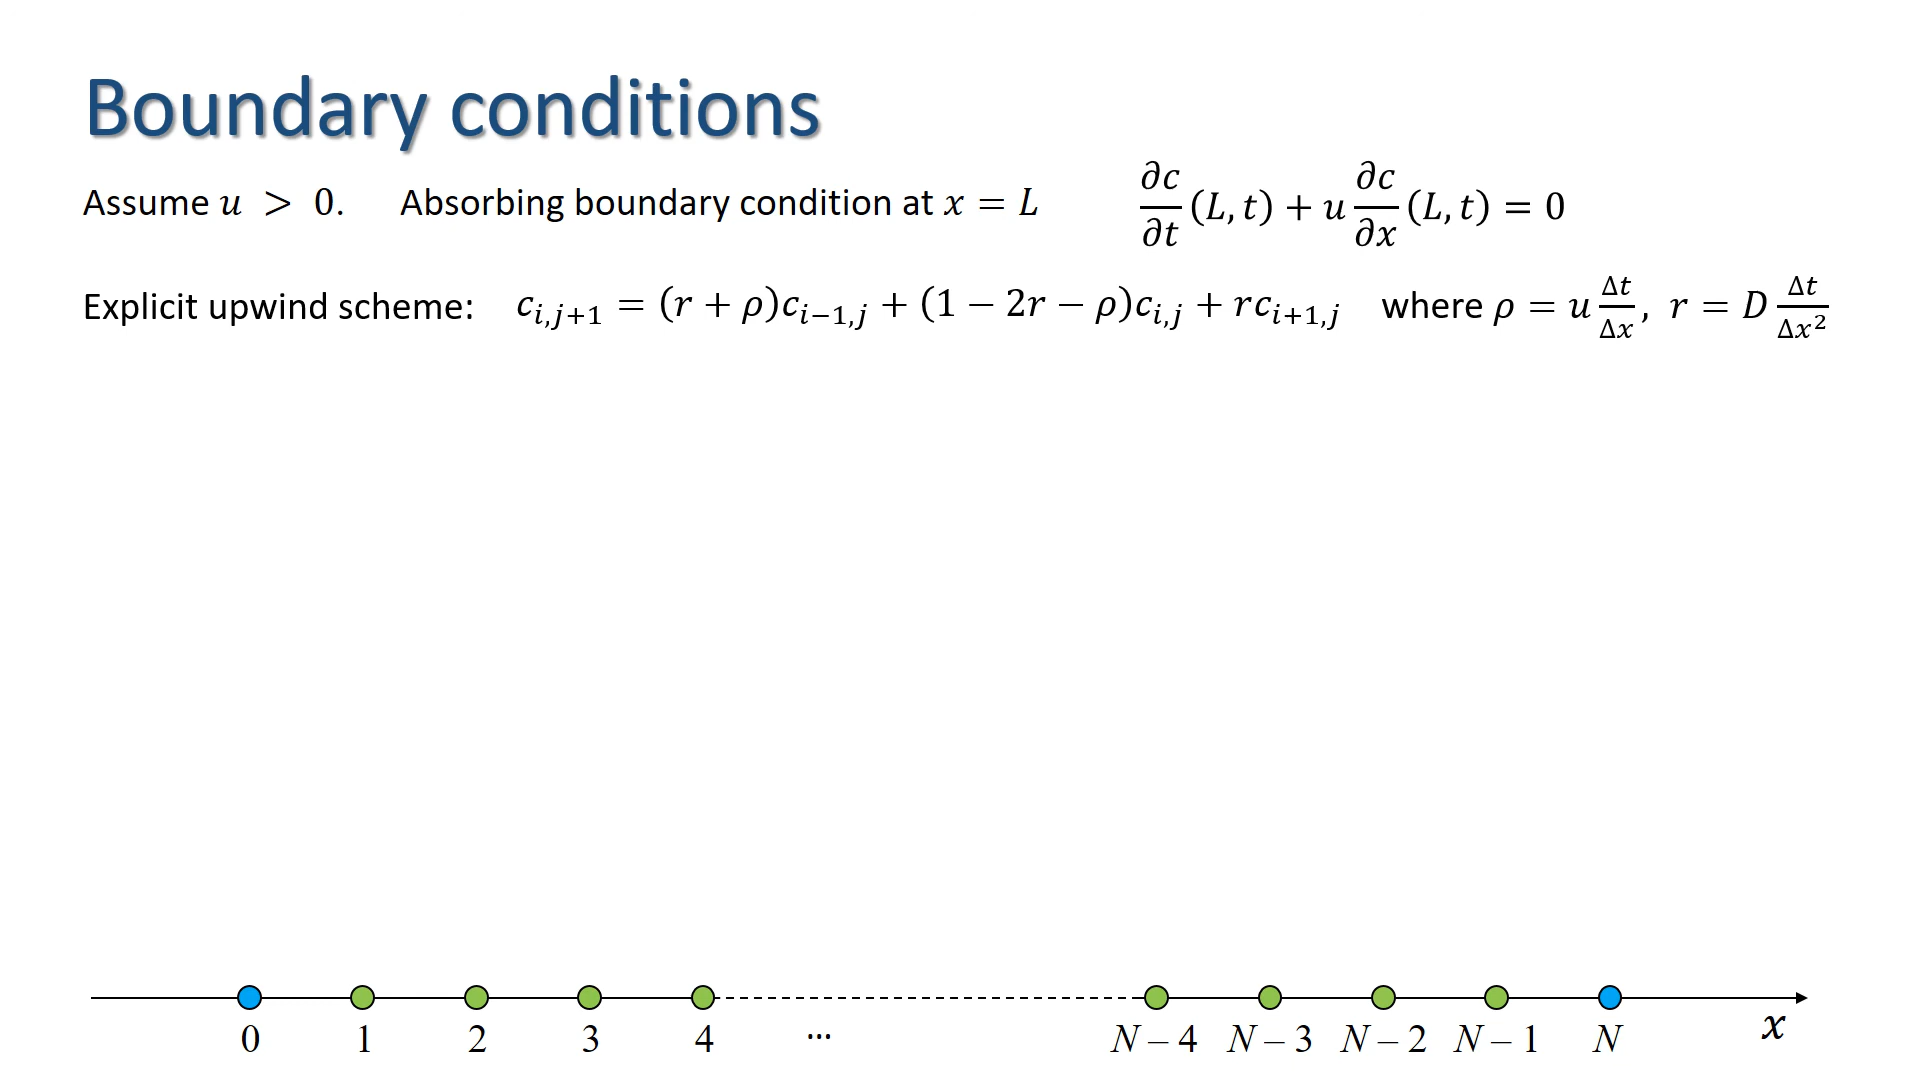 Boundary conditions
Assume u > 0. Absorbing boundary condition at x = L ∂c/∂t (L, t) + u ∂c/∂x (L, t) = 0
Explicit upwind scheme: c_{i,j+1} = (r + ρ)c_{i−1,j} + (1 − 2r − ρ)c_{i,j} + rc_{i+1,j} where ρ = u Δt/Δx, r = D Δt/Δx²
0 1 2 3 4 ... N – 4 N – 3 N – 2 N – 1 N x